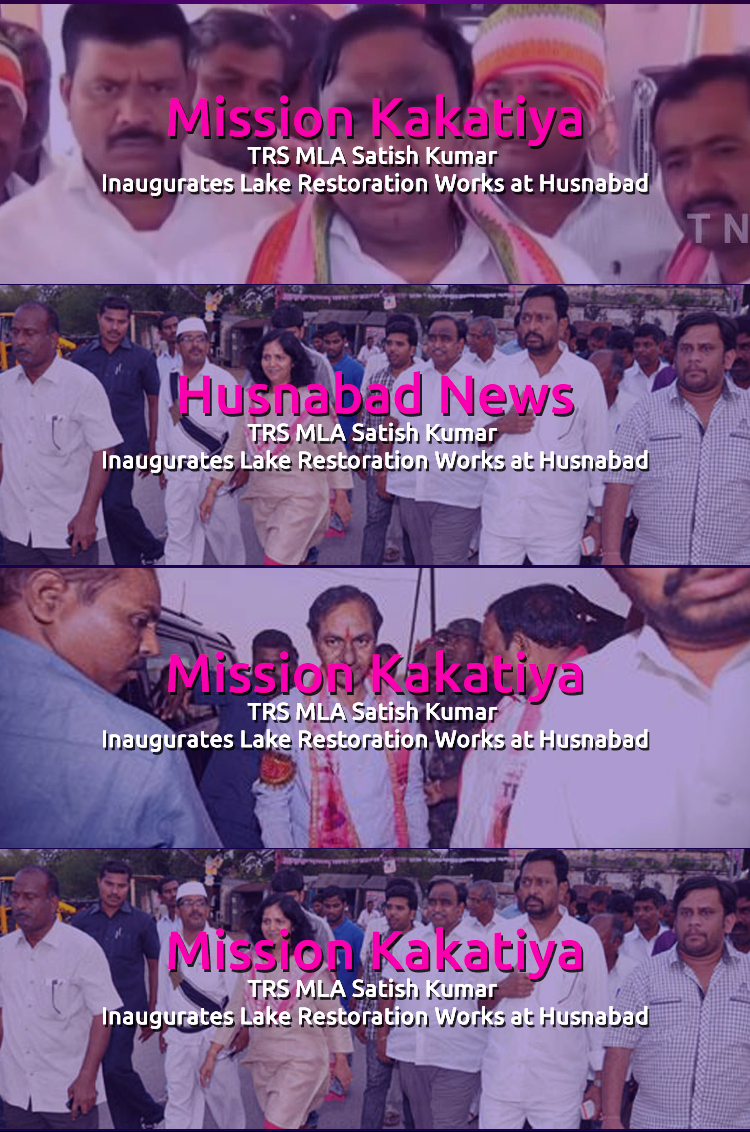 Mission Kakatiya
TRS MLA Satish Kumar
Inaugurates Lake Restoration Works at Husnabad
T N
Husnabad News
TRS MLA Satish Kumar
Inaugurates Lake Restoration Works at Husnabad
Mission Kakatiya
TRS MLA Satish Kumar
Inaugurates Lake Restoration Works at Husnabad
Mission Kakatiya
TRS MLA Satish Kumar
Inaugurates Lake Restoration Works at Husnabad